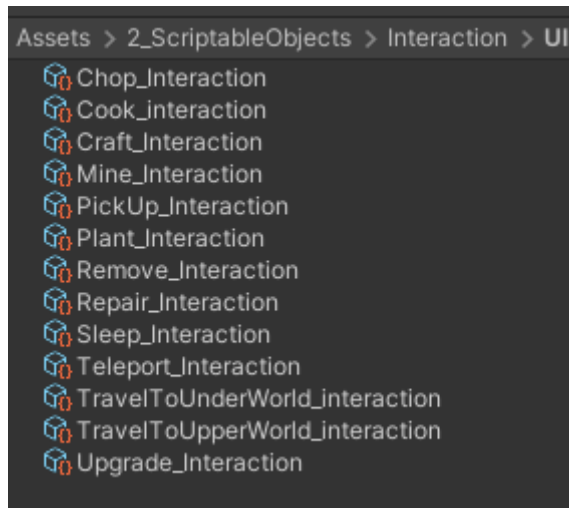 Assets > 2_ScriptableObjects > Interaction > UI
Chop_Interaction
Cook_interaction
Craft_Interaction
Mine_Interaction
PickUp_Interaction
Plant_Interaction
Remove_Interaction
Repair_Interaction
Sleep_Interaction
Teleport_Interaction
TravelToUnderWorld_interaction
TravelToUpperWorld_interaction
Upgrade_Interaction